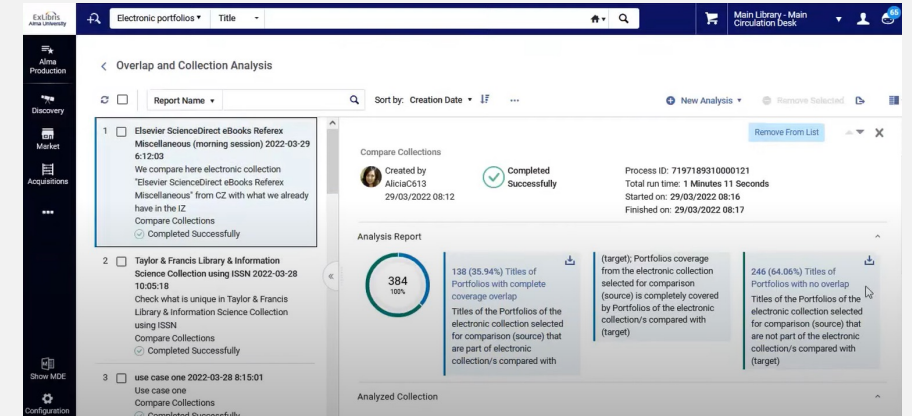 ExLibris
Alma University
Electronic portfolios
Title
Main Library - Main
Circulation Desk
65
Alma
Production
Discovery
Market
Acquisitions
Show MDE
Configuration
Overlap and Collection Analysis
Report Name
Sort by: Creation Date
New Analysis
Remove Selected
1
Elsevier ScienceDirect eBooks Referex
Miscellaneous (morning session) 2022-03-29
6:12:03
We compare here electronic collection
"Elsevier ScienceDirect eBooks Referex
Miscellaneous" from CZ with what we already
have in the IZ
Compare Collections
Completed Successfully
2
Taylor & Francis Library & Information
Science Collection using ISSN 2022-03-28
10:05:18
Check what is unique in Taylor & Francis
Library & Information Science Collection
using ISSN
Compare Collections
Completed Successfully
3
use case one 2022-03-28 8:15:01
Use case one
Compare Collections
Completed Successfully
Remove From List
Compare Collections
Created by
AliciaC613
29/03/2022 08:12
Completed
Successfully
Process ID: 7197189310000121
Total run time: 1 Minutes 11 Seconds
Started on: 29/03/2022 08:16
Finished on: 29/03/2022 08:17
Analysis Report
384
100%
138 (35.94%) Titles of
Portfolios with complete
coverage overlap
Titles of the Portfolios of the
electronic collection selected
for comparison (source) that
are part of electronic
collection/s compared with
(target); Portfolios coverage
from the electronic collection
selected for comparison
(source) is completely covered
by Portfolios of the electronic
collection/s compared with
(target)
246 (64.06%) Titles of
Portfolios with no overlap
Titles of the Portfolios of the
electronic collection selected
for comparison (source) that
are not part of the electronic
collection/s compared with
(target)
Analyzed Collection